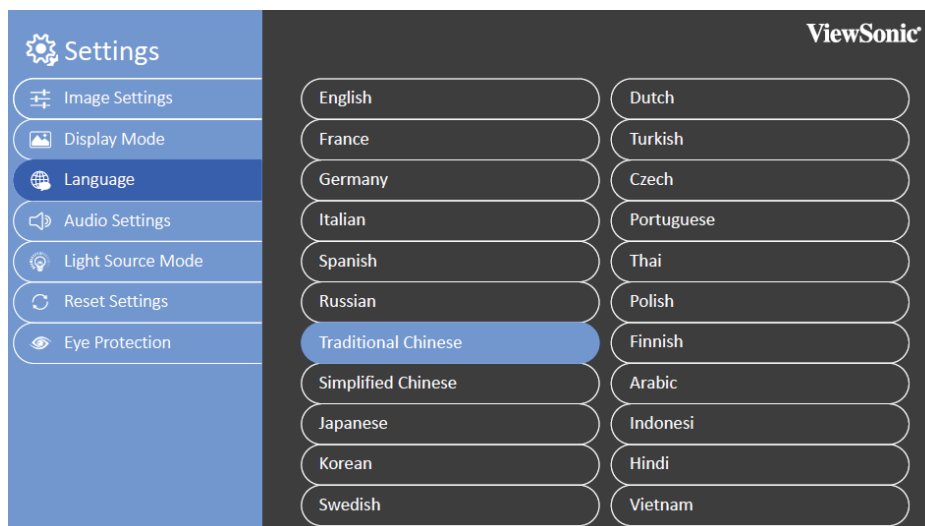 ViewSonic
Settings
Image Settings
Display Mode
Language
Audio Settings
Light Source Mode
Reset Settings
Eye Protection
English
France
Germany
Italian
Spanish
Russian
Traditional Chinese
Simplified Chinese
Japanese
Korean
Swedish
Dutch
Turkish
Czech
Portuguese
Thai
Polish
Finnish
Arabic
Indonesi
Hindi
Vietnam